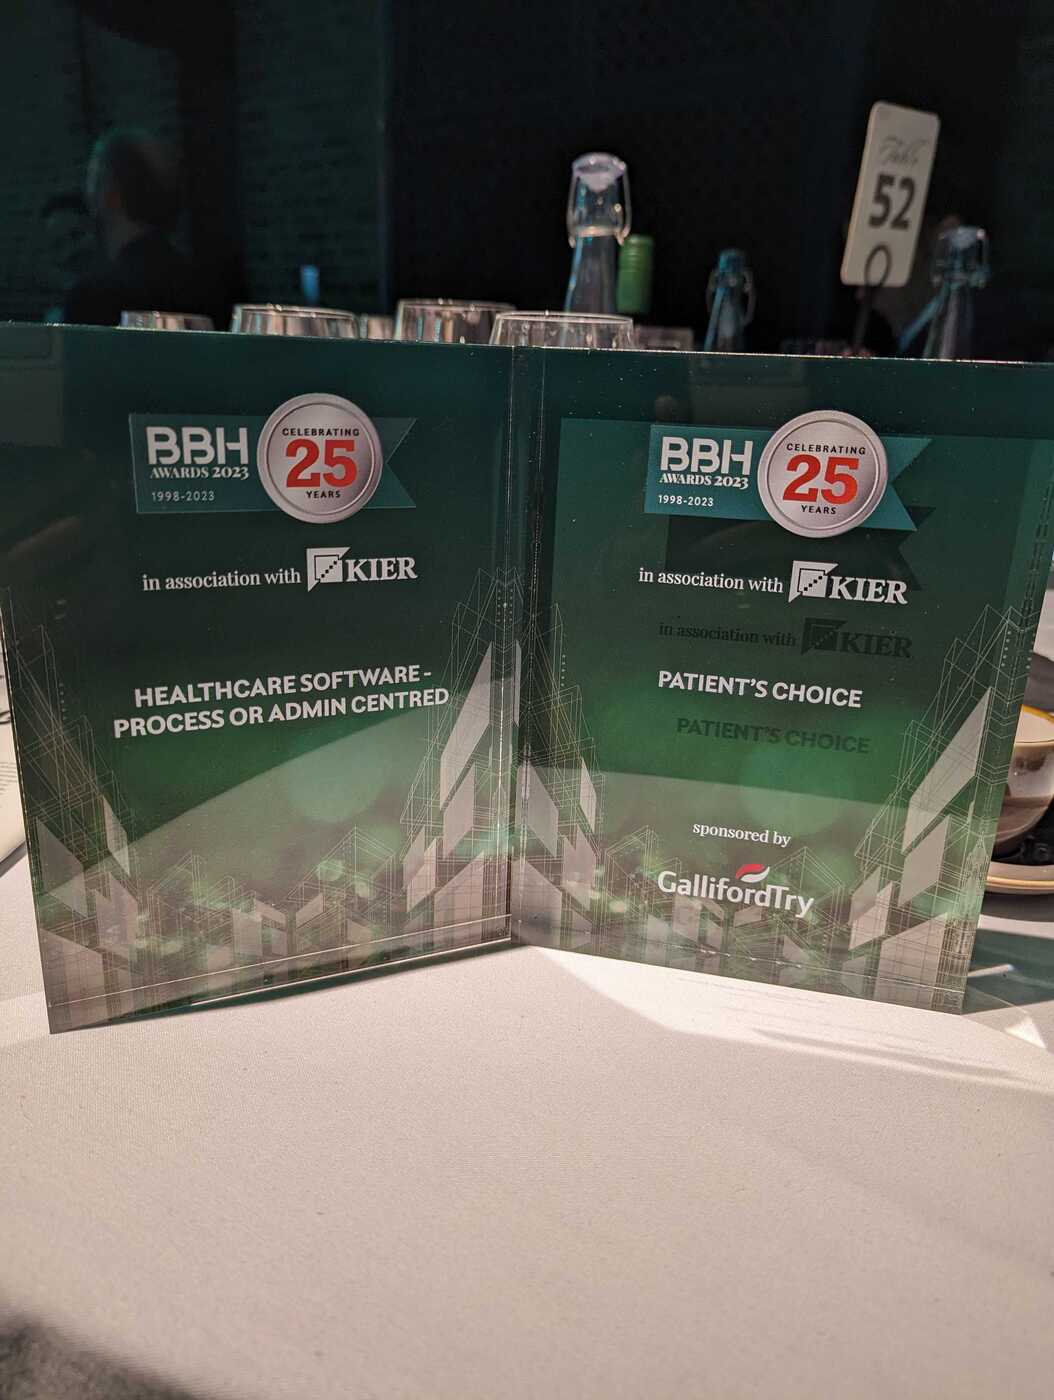 Table
52
BBH
AWARDS 2023
1998-2023
CELEBRATING
25
YEARS
in association with KIER
HEALTHCARE SOFTWARE -
PROCESS OR ADMIN CENTRED
BBH
AWARDS 2023
1998-2023
CELEBRATING
25
YEARS
in association with KIER
in association with KIER
PATIENT'S CHOICE
PATIENT'S CHOICE
sponsored by
GallifordTry